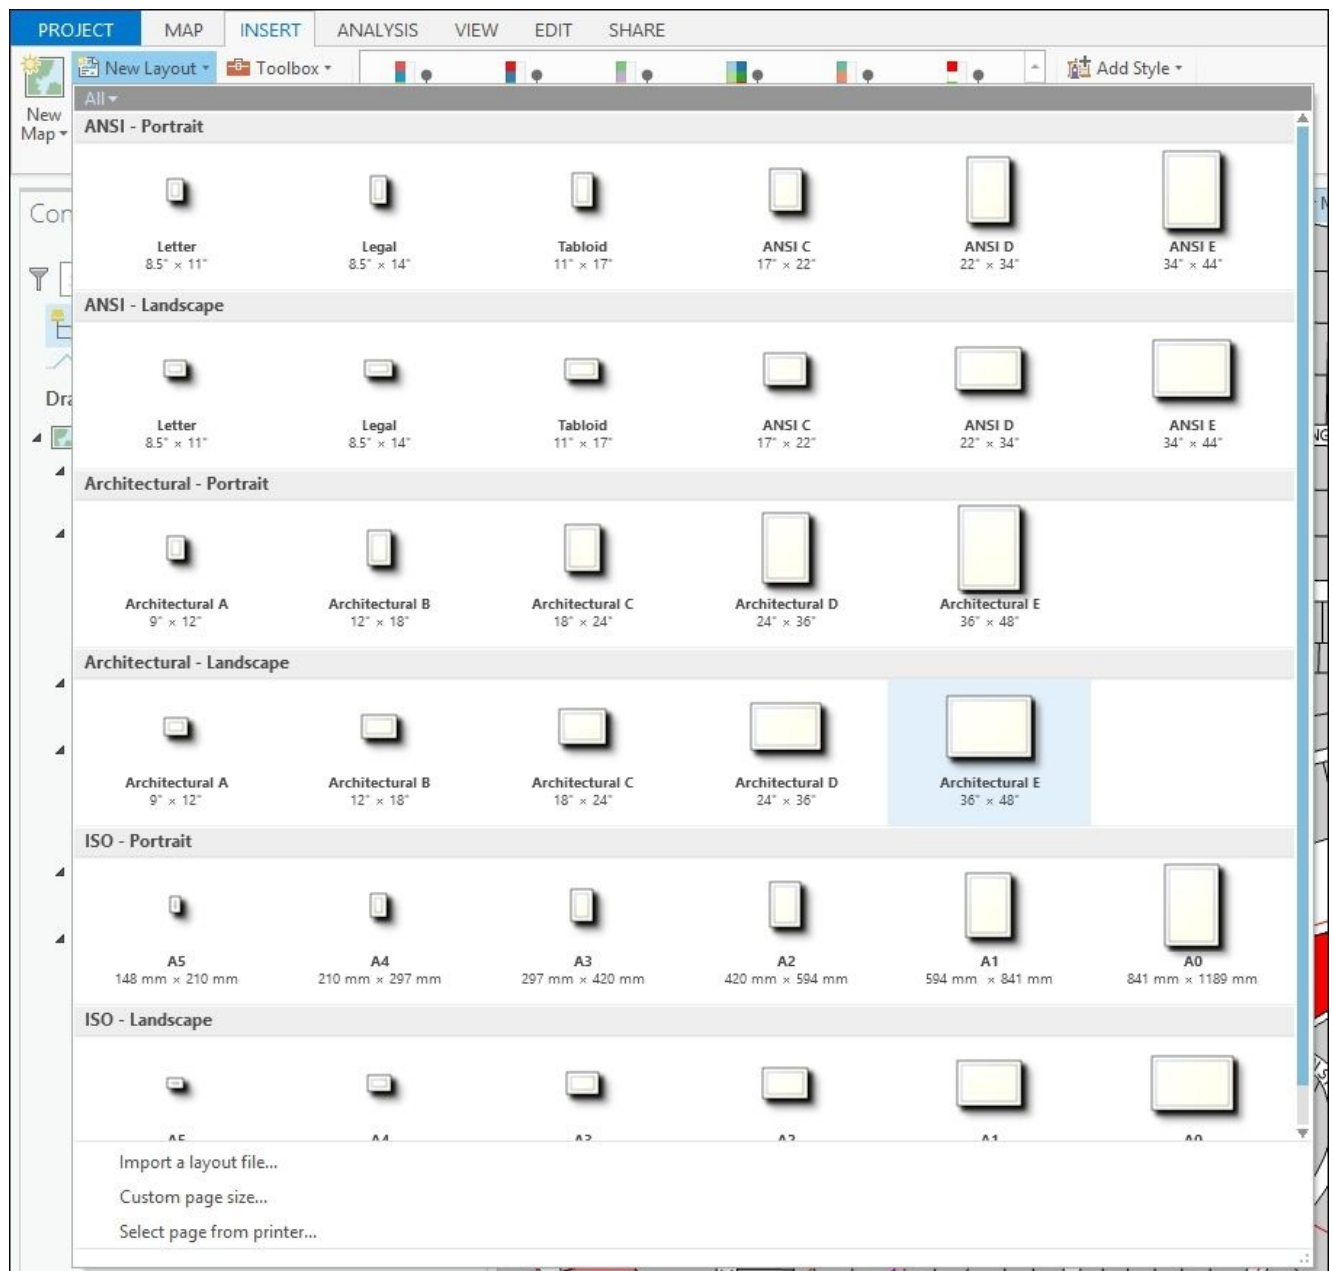 PROJECT MAP INSERT ANALYSIS VIEW EDIT SHARE
New Layout Toolbox Add Style
New
Map
All
ANSI - Portrait
Letter Legal Tabloid ANSI C ANSI D ANSI E
8.5" × 11" 8.5" × 14" 11" × 17" 17" × 22" 22" × 34" 34" × 44"
ANSI - Landscape
Letter Legal Tabloid ANSI C ANSI D ANSI E
8.5" × 11" 8.5" × 14" 11" × 17" 17" × 22" 22" × 34" 34" × 44"
Architectural - Portrait
Architectural A Architectural B Architectural C Architectural D Architectural E
9" × 12" 12" × 18" 18" × 24" 24" × 36" 36" × 48"
Architectural - Landscape
Architectural A Architectural B Architectural C Architectural D Architectural E
9" × 12" 12" × 18" 18" × 24" 24" × 36" 36" × 48"
ISO - Portrait
A5 A4 A3 A2 A1 A0
148 mm × 210 mm 210 mm × 297 mm 297 mm × 420 mm 420 mm × 594 mm 594 mm × 841 mm 841 mm × 1189 mm
ISO - Landscape
A5 A4 A3 A2 A1 A0
Import a layout file...
Custom page size...
Select page from printer...